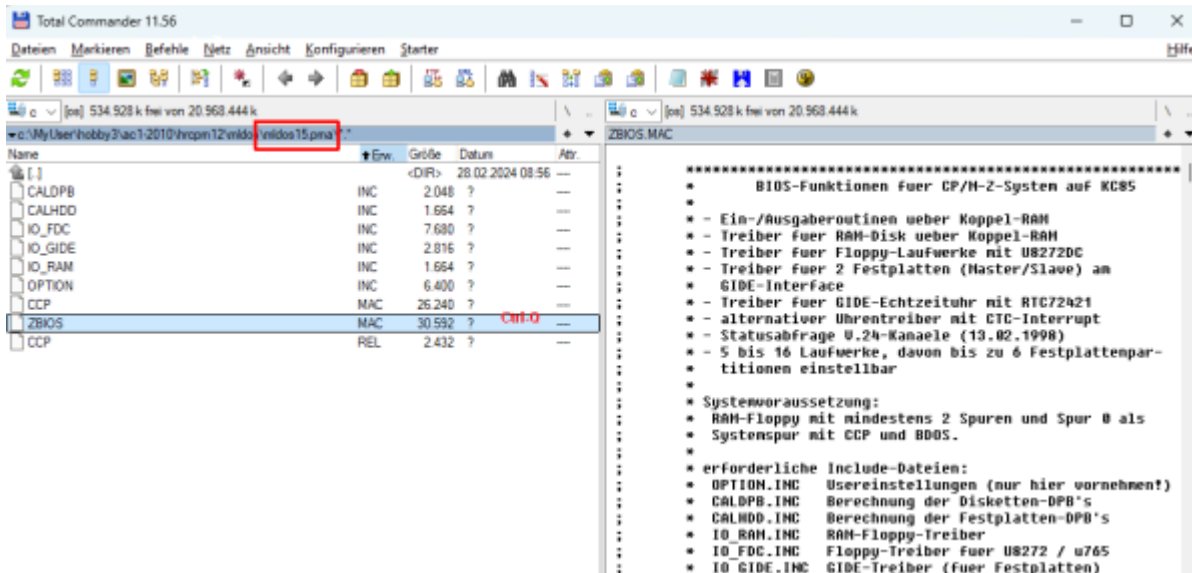 Total Commander 11.56
Dateien Markieren Befehle Netz Ansicht Konfigurieren Starter Hilfe
c [os] 534.928 k frei von 20.968.444 k \ ..
c:\MyUser\hobby3\ac1-2010\hrcpm12\mldos\mldos15.pma\*.*
Name Erw. Größe Datum Attr.
[..] <DIR> 28.02.2024 08:56 ---
CALDPB INC 2.048 ? ---
CALHDD INC 1.664 ? ---
IO_FDC INC 7.680 ? ---
IO_GIDE INC 2.816 ? ---
IO_RAM INC 1.664 ? ---
OPTION INC 6.400 ? ---
CCP MAC 26.240 ? ---
ZBIOS MAC 30.592 ? Ctrl-Q ---
CCP REL 2.432 ? ---
c [os] 534.928 k frei von 20.968.444 k \ ..
ZBIOS.MAC
; ************************************************************
; * BIOS-Funktionen fuer CP/M-Z-System auf KC85
; *
; * - Ein-/Ausgaberoutinen ueber Koppel-RAM
; * - Treiber fuer RAM-Disk ueber Koppel-RAM
; * - Treiber fuer Floppy-Laufwerke mit U8272DC
; * - Treiber fuer 2 Festplatten (Master/Slave) am
; * GIDE-Interface
; * - Treiber fuer GIDE-Echtzeituhr mit RTC72421
; * - alternativer Uhrentreiber mit CTC-Interrupt
; * - Statusabfrage V.24-Kanaele (13.02.1998)
; * - 5 bis 16 Laufwerke, davon bis zu 6 Festplattenpar-
; * titionen einstellbar
; *
; * Systemvoraussetzung:
; * RAM-Floppy mit mindestens 2 Spuren und Spur 0 als
; * Systemspur mit CCP und BDOS.
; *
; * erforderliche Include-Dateien:
; * OPTION.INC Usereinstellungen (nur hier vornehmen!)
; * CALDPB.INC Berechnung der Disketten-DPB's
; * CALHDD.INC Berechnung der Festplatten-DPB's
; * IO_RAM.INC RAM-Floppy-Treiber
; * IO_FDC.INC Floppy-Treiber fuer U8272 / u765
; * IO_GIDE.INC GIDE-Treiber (fuer Festplatten)